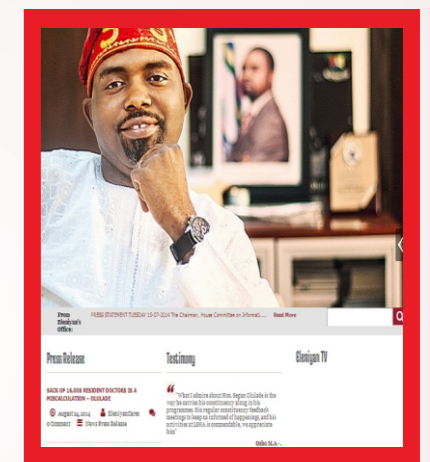 From
Eleniyan's
Office:
PRESS STATEMENT TUESDAY 15-07-2014 The Chairman, House Committee on Informati..... Read More
Press Release
Testimony
Eleniyan TV
SACK OF 16,000 RESIDENT DOCTORS IS A
MISCALCULATION – OLULADE
August 24, 2014 EleniyanCares
0 Comment News Press Release
"What I admire about Hon. Segun Olulade is the
way he carries his constituency along in his
programmes. His regular constituency feedback
meetings to keep us informed of happenings, and his
activities at LSHA is commendable, we appreciate
him"